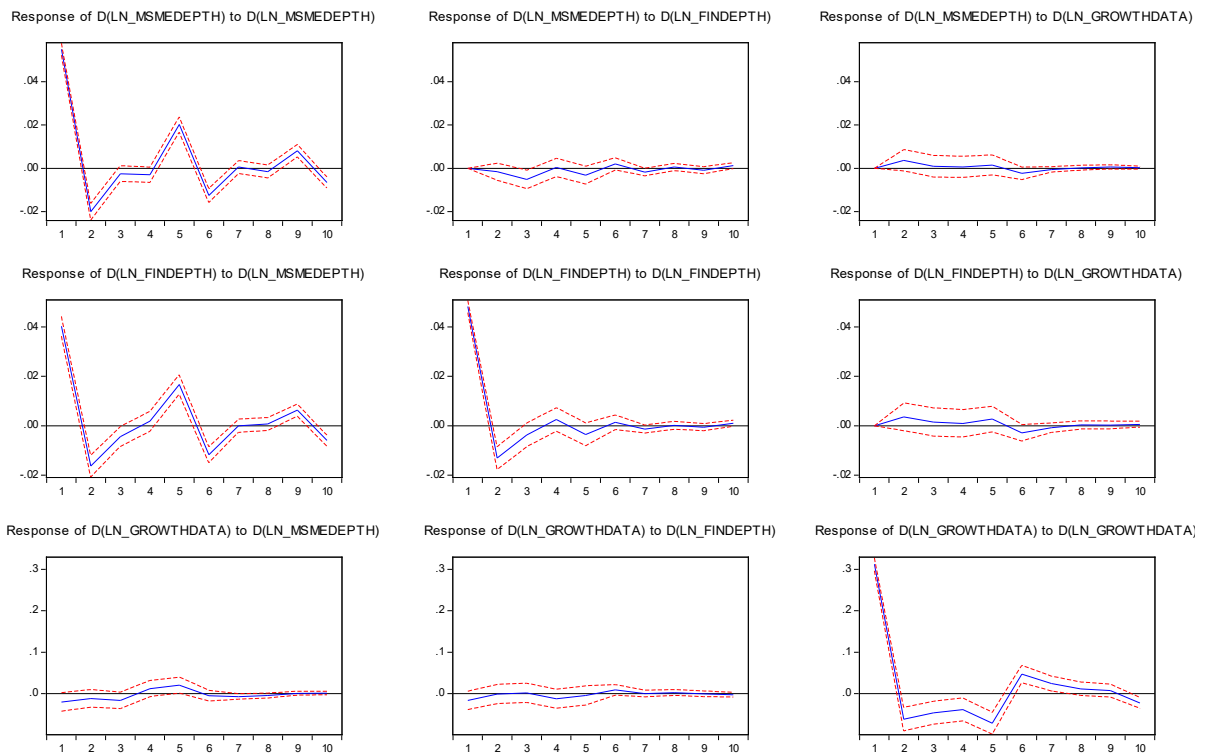 Response of D(LN_MSMEDEPTH) to D(LN_MSMEDEPTH)
.04
.02
.00
-.02
1 2 3 4 5 6 7 8 9 10
Response of D(LN_MSMEDEPTH) to D(LN_FINDEPTH)
.04
.02
.00
-.02
1 2 3 4 5 6 7 8 9 10
Response of D(LN_MSMEDEPTH) to D(LN_GROWTHDATA)
.04
.02
.00
-.02
1 2 3 4 5 6 7 8 9 10
Response of D(LN_FINDEPTH) to D(LN_MSMEDEPTH)
.04
.02
.00
-.02
1 2 3 4 5 6 7 8 9 10
Response of D(LN_FINDEPTH) to D(LN_FINDEPTH)
.04
.02
.00
-.02
1 2 3 4 5 6 7 8 9 10
Response of D(LN_FINDEPTH) to D(LN_GROWTHDATA)
.04
.02
.00
-.02
1 2 3 4 5 6 7 8 9 10
Response of D(LN_GROWTHDATA) to D(LN_MSMEDEPTH)
.3
.2
.1
.0
1 2 3 4 5 6 7 8 9 10
Response of D(LN_GROWTHDATA) to D(LN_FINDEPTH)
.3
.2
.1
.0
1 2 3 4 5 6 7 8 9 10
Response of D(LN_GROWTHDATA) to D(LN_GROWTHDATA)
.3
.2
.1
.0
1 2 3 4 5 6 7 8 9 10